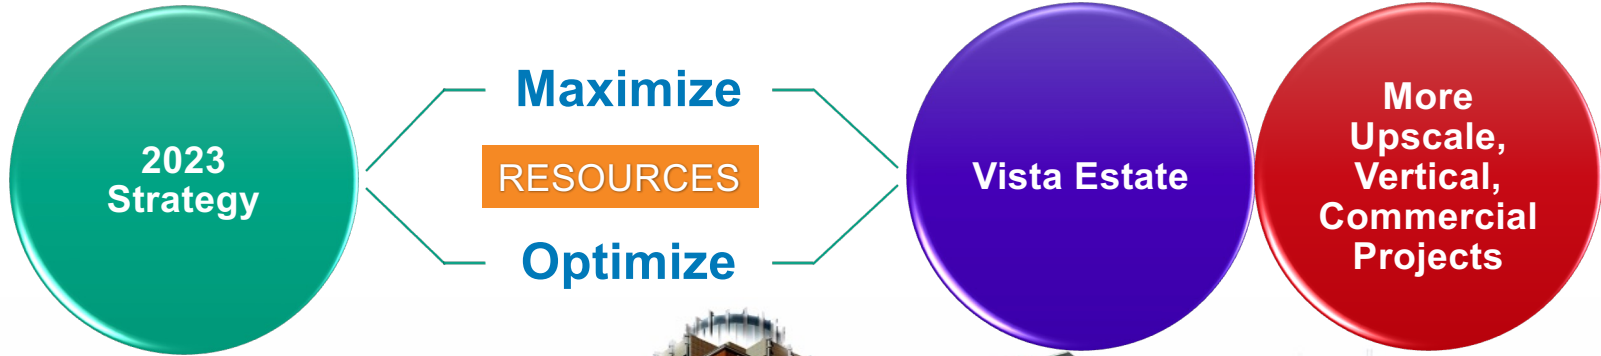 2023
Strategy
Maximize
RESOURCES
Optimize
Vista Estate
More
Upscale,
Vertical,
Commercial
Projects